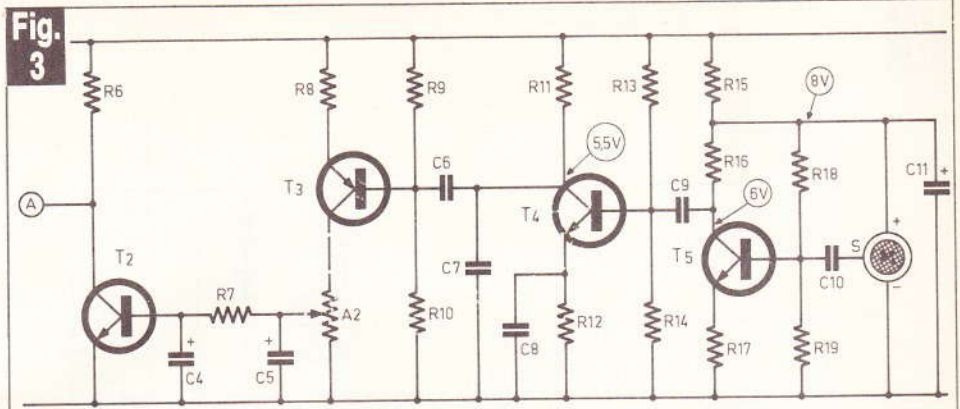 Fig.
3
R6
R8
R9
R11
R13
R15
8V
C6
5,5V
R16
R18
C11
+
T3
C9
6V
A
T4
+
T2
C7
T5
S
C10
-
R7
A2
R10
C8
R12
R14
R17
R19
+
C4
+
C5